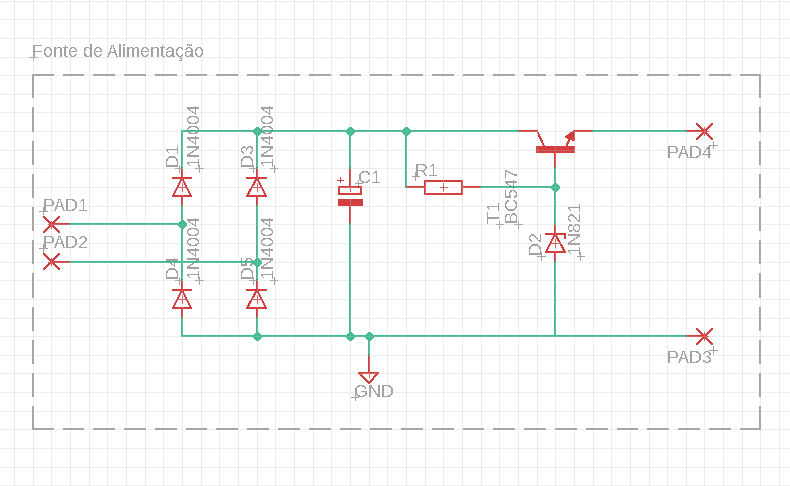 Fonte de Alimentação
D1
1N4004
D3
1N4004
PAD4
C1
R1
T1
BC547
PAD1
PAD2
D4
1N4004
D5
1N4004
D2
1N821
PAD3
GND